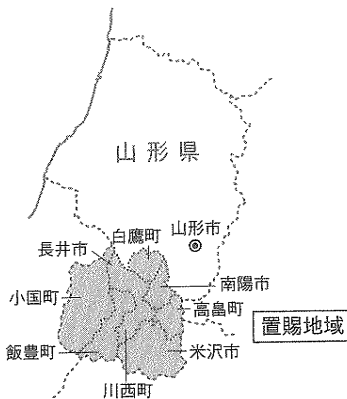 山形県
山形市
白鷹町
長井市
南陽市
小国町
高畠町
置賜地域
飯豊町
米沢市
川西町